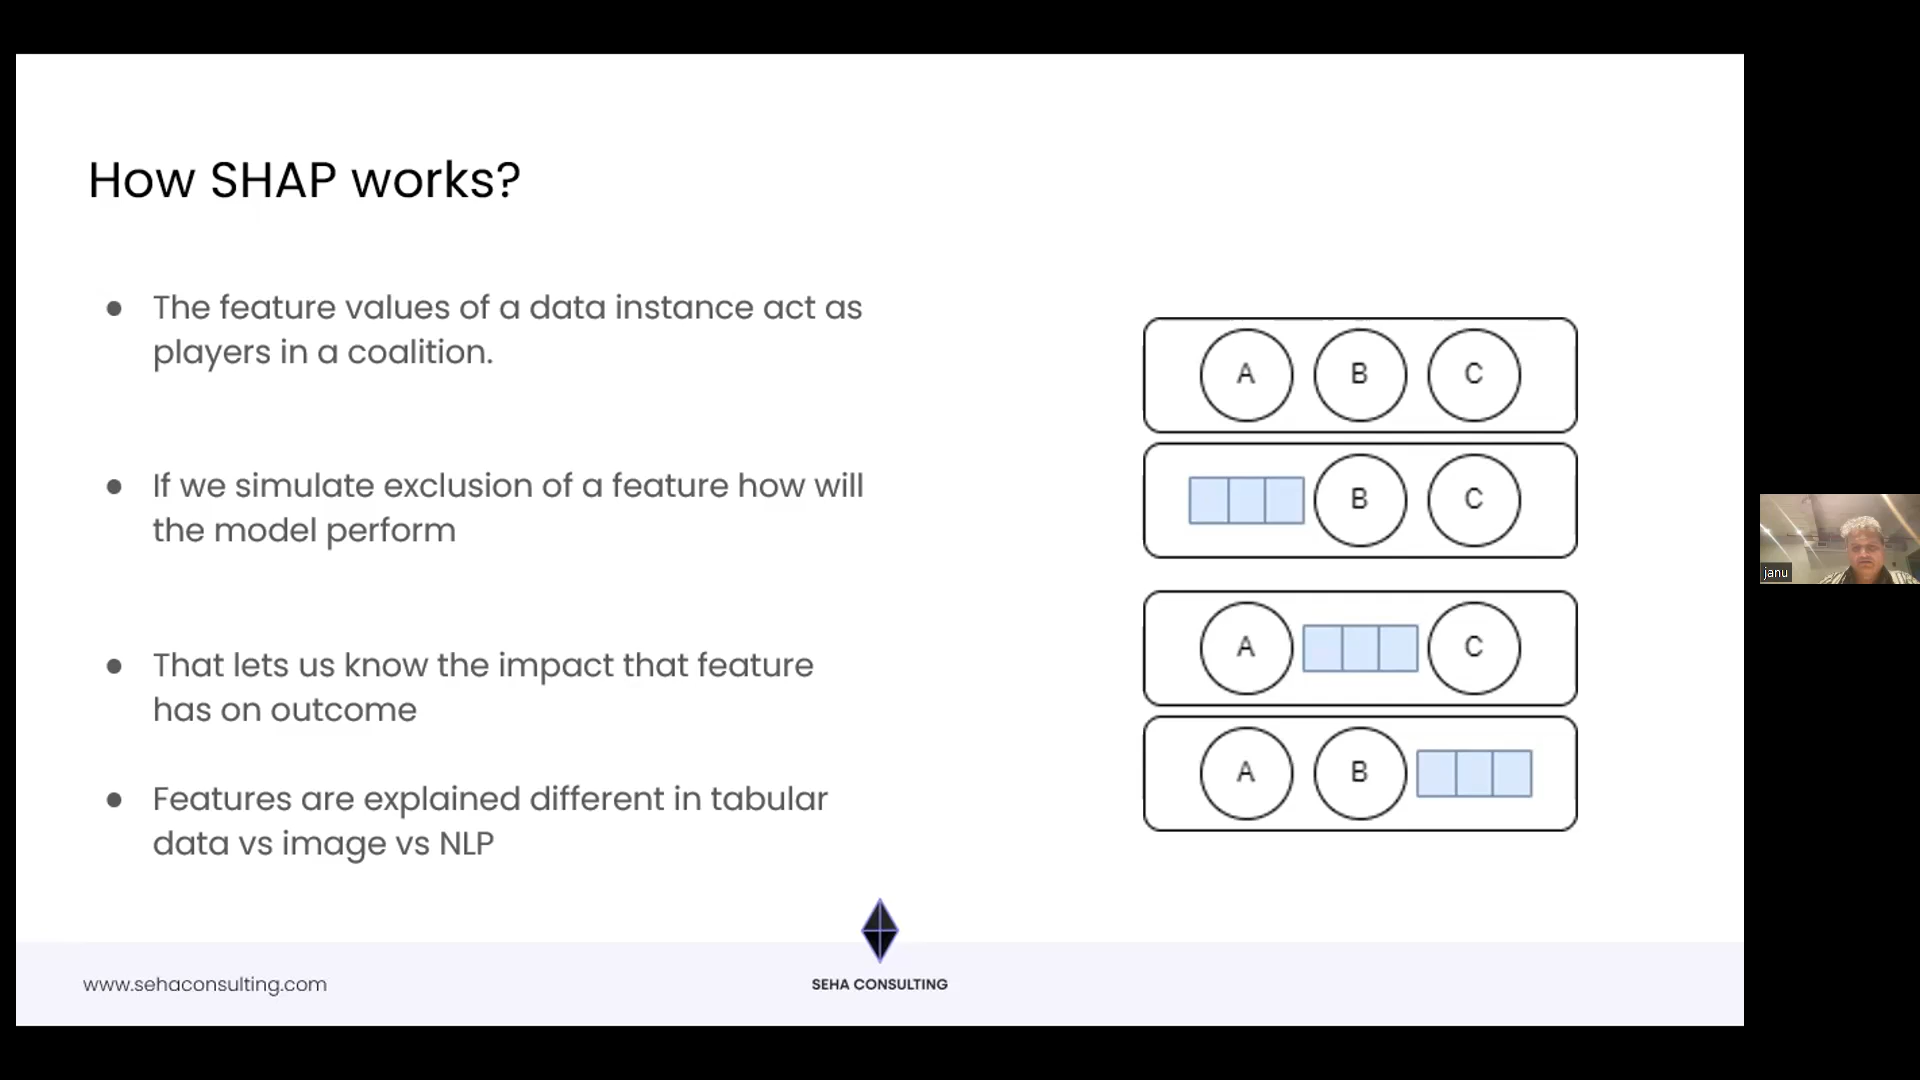 How SHAP works?
● The feature values of a data instance act as
players in a coalition.
● If we simulate exclusion of a feature how will
the model perform
● That lets us know the impact that feature
has on outcome
● Features are explained different in tabular
data vs image vs NLP
A B C
B C
A C
A B
janu
www.sehaconsulting.com
SEHA CONSULTING